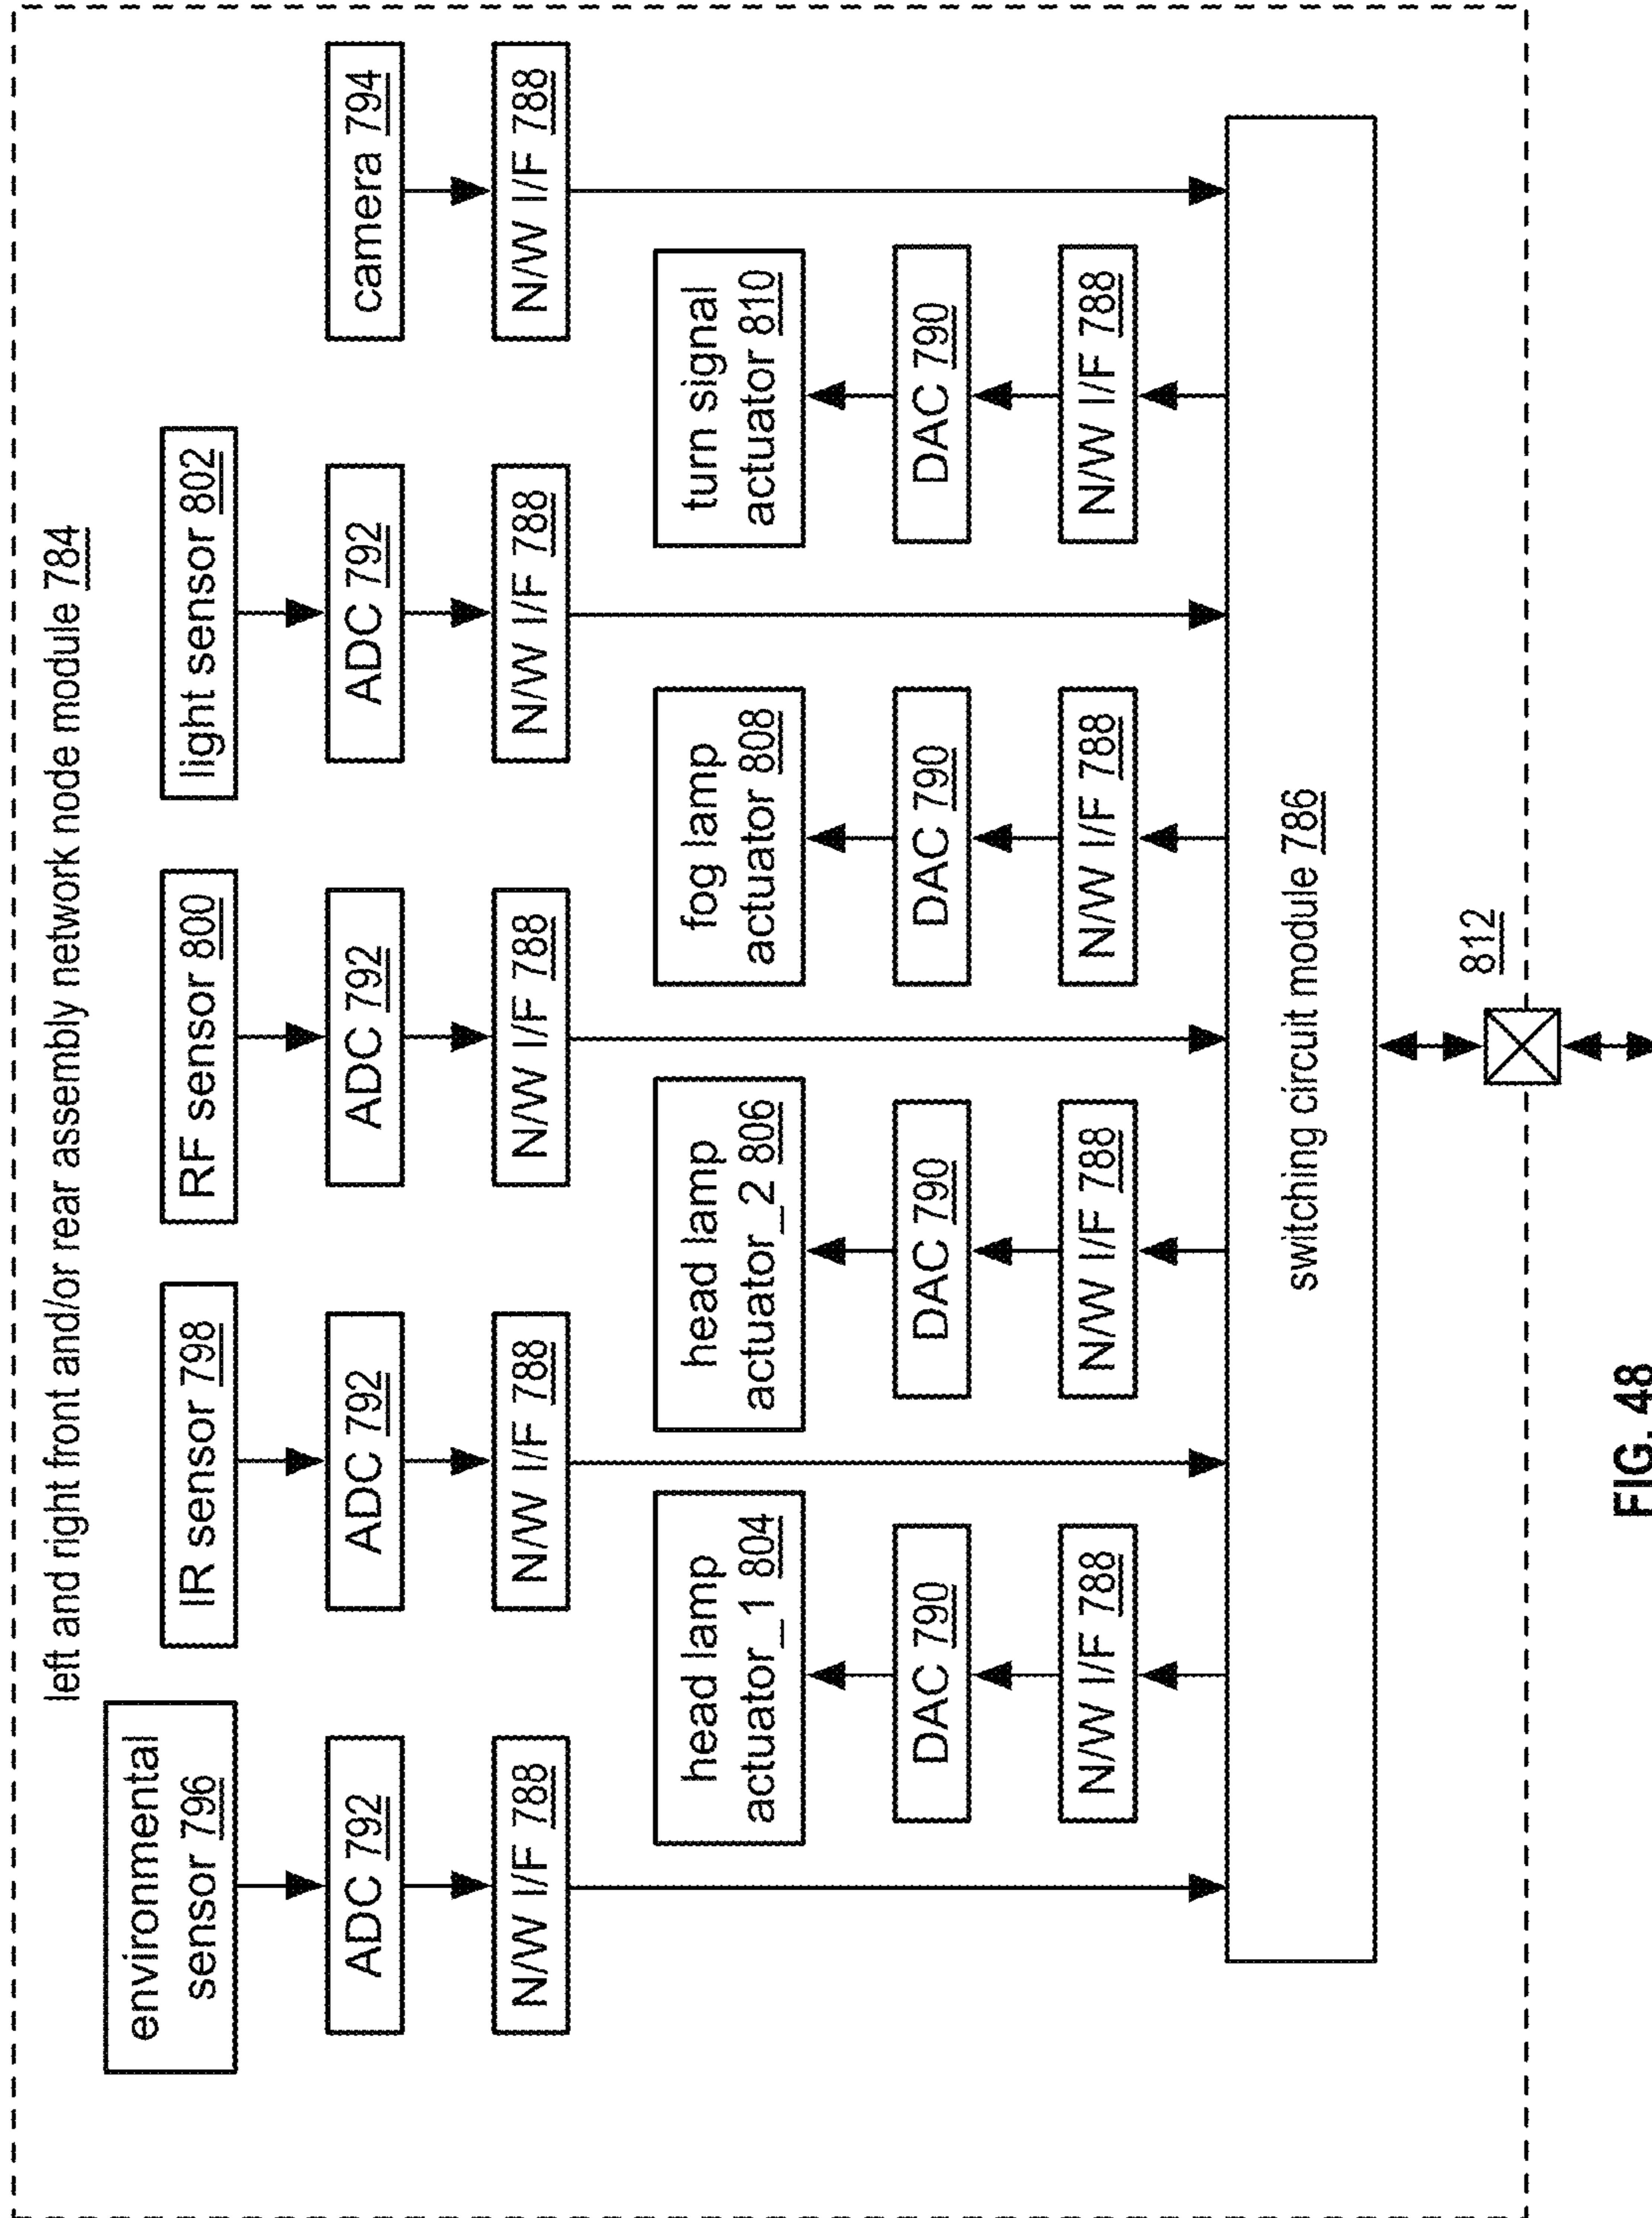 left and right front and/or rear assembly network node module 784
environmental
sensor 796
IR sensor 798
RF sensor 800
light sensor 802
ADC 792
ADC 792
ADC 792
ADC 792
camera 794
N/W I/F 788
N/W I/F 788
N/W I/F 788
N/W I/F 788
N/W I/F 788
head lamp
actuator_1 804
head lamp
actuator_2 806
fog lamp
actuator 808
turn signal
actuator 810
DAC 790
DAC 790
DAC 790
DAC 790
N/W I/F 788
N/W I/F 788
N/W I/F 788
N/W I/F 788
switching circuit module 786
812
FIG. 48